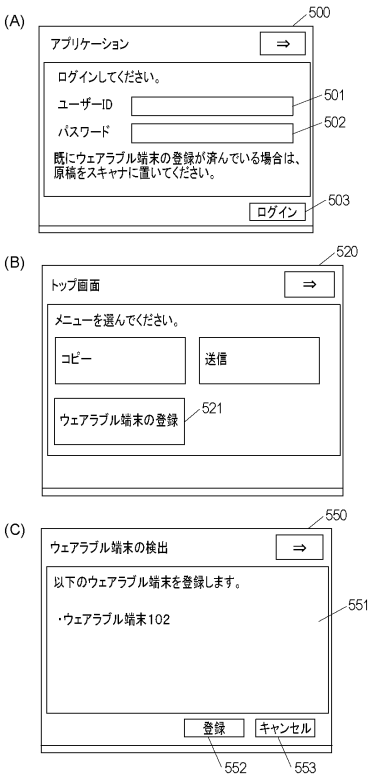 (A)
500
アプリケーション
⇒
ログインしてください。
ユーザーID
501
パスワード
502
既にウェアラブル端末の登録が済んでいる場合は、
原稿をスキャナに置いてください。
ログイン
503
(B)
520
トップ画面
⇒
メニューを選んでください。
コピー
送信
ウェアラブル端末の登録
521
(C)
550
ウェアラブル端末の検出
⇒
以下のウェアラブル端末を登録します。
551
・ウェアラブル端末102
登録
キャンセル
552
553